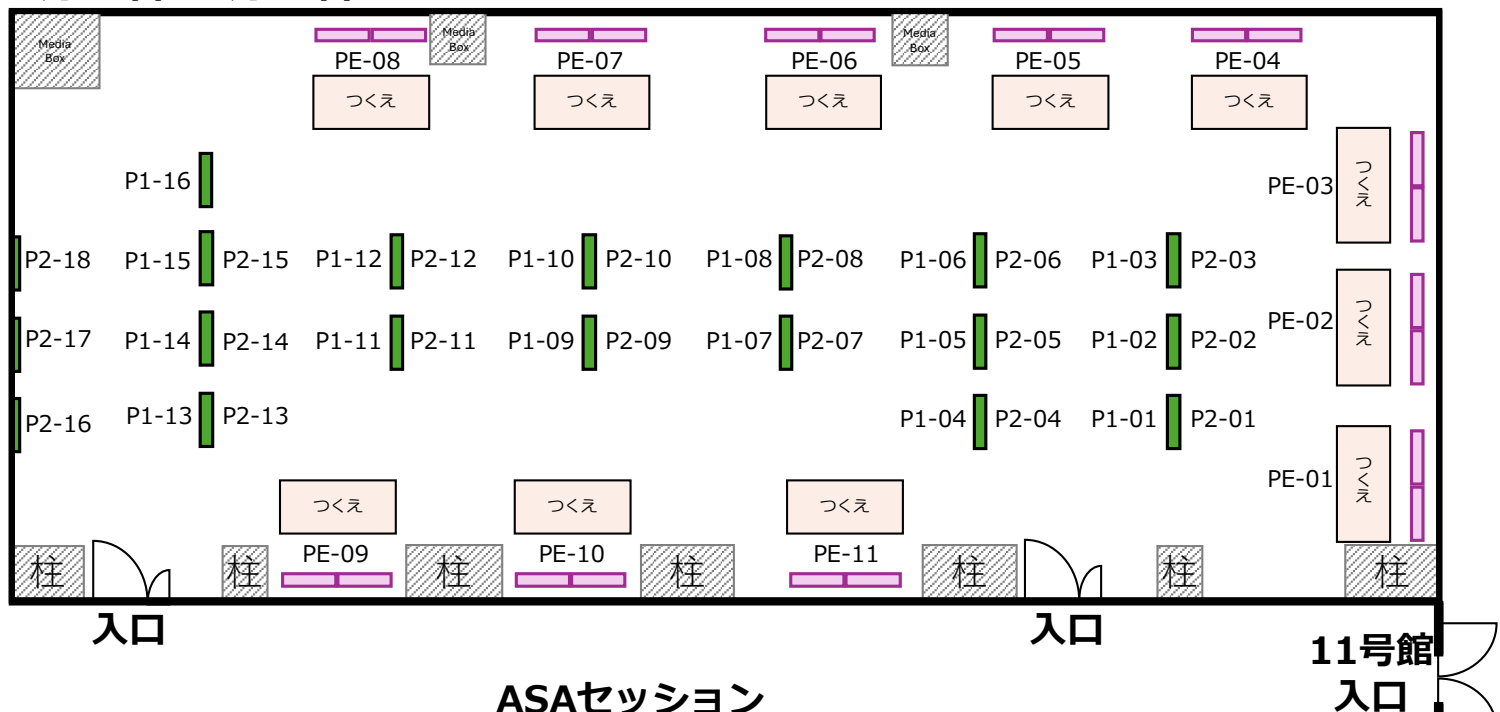 Media
Box
Media
Box
Media
Box
PE-08
PE-07
PE-06
PE-05
PE-04
つくえ
つくえ
つくえ
つくえ
つくえ
つくえ
PE-03
P1-16
P2-18
P1-15
P2-15
P1-12
P2-12
P1-10
P2-10
P1-08
P2-08
P1-06
P2-06
P1-03
P2-03
つくえ
PE-02
P2-17
P1-14
P2-14
P1-11
P2-11
P1-09
P2-09
P1-07
P2-07
P1-05
P2-05
P1-02
P2-02
P2-16
P1-13
P2-13
P1-04
P2-04
P1-01
P2-01
PE-01
つくえ
つくえ
つくえ
つくえ
PE-09
PE-10
PE-11
柱
柱
柱
柱
柱
柱
柱
入口
入口
11号館
入口
ASAセッション